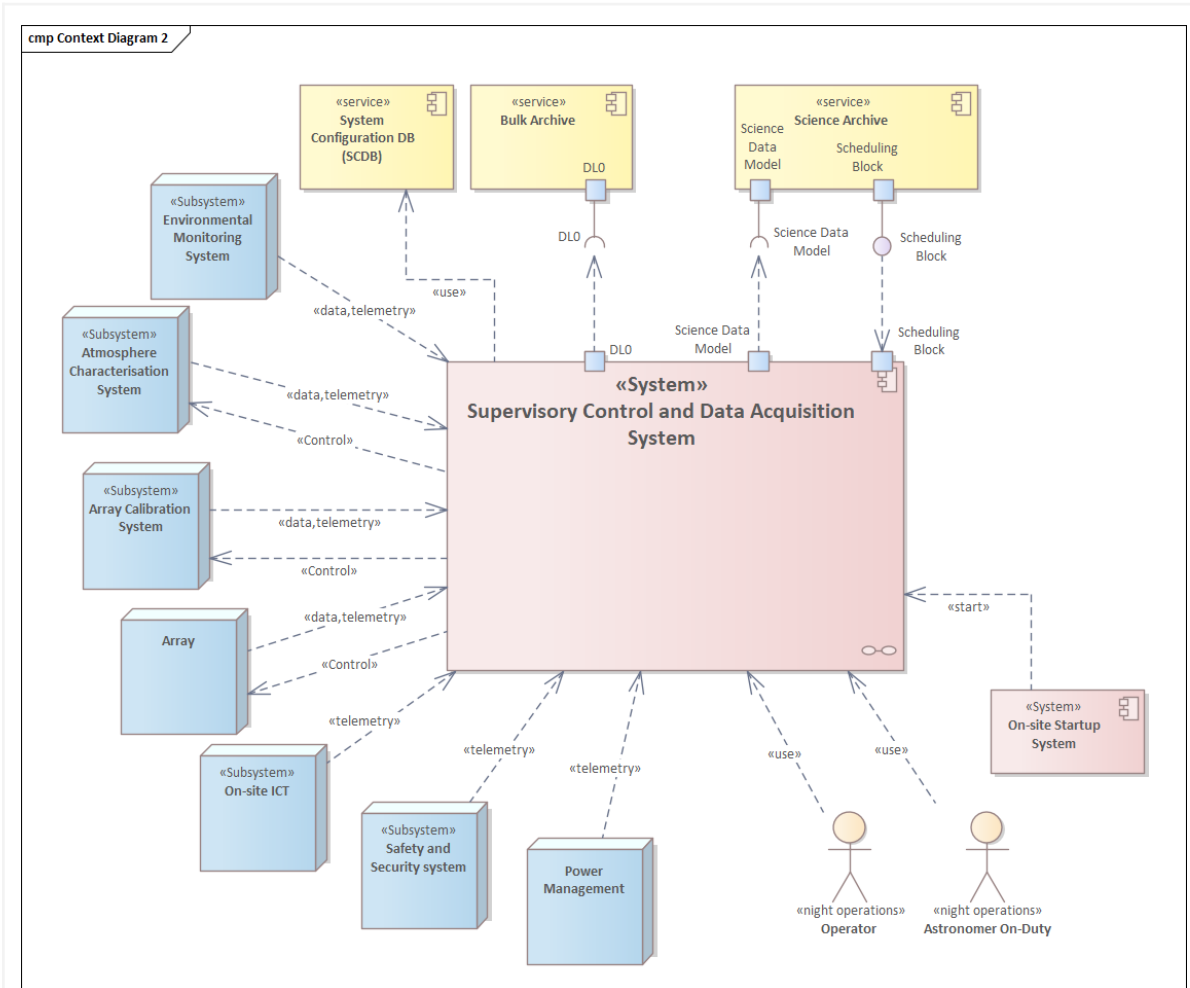 cmp Context Diagram 2
«service»
System
Configuration DB
(SCDB)
«service»
Bulk Archive
DL0
«service»
Science Archive
Science
Data
Model
Scheduling
Block
DL0
Science Data
Model
Scheduling
Block
«Subsystem»
Environmental
Monitoring
System
«data,telemetry»
«use»
«Subsystem»
Atmosphere
Characterisation
System
«data,telemetry»
«Control»
DL0
Science Data
Model
Scheduling
Block
«System»
Supervisory Control and Data Acquisition
System
«Subsystem»
Array Calibration
System
«data,telemetry»
«Control»
Array
«data,telemetry»
«Control»
«start»
«System»
On-site Startup
System
«Subsystem»
On-site ICT
«telemetry»
«Subsystem»
Safety and
Security system
«telemetry»
Power
Management
«telemetry»
«use»
«use»
«night operations»
Operator
«night operations»
Astronomer On-Duty